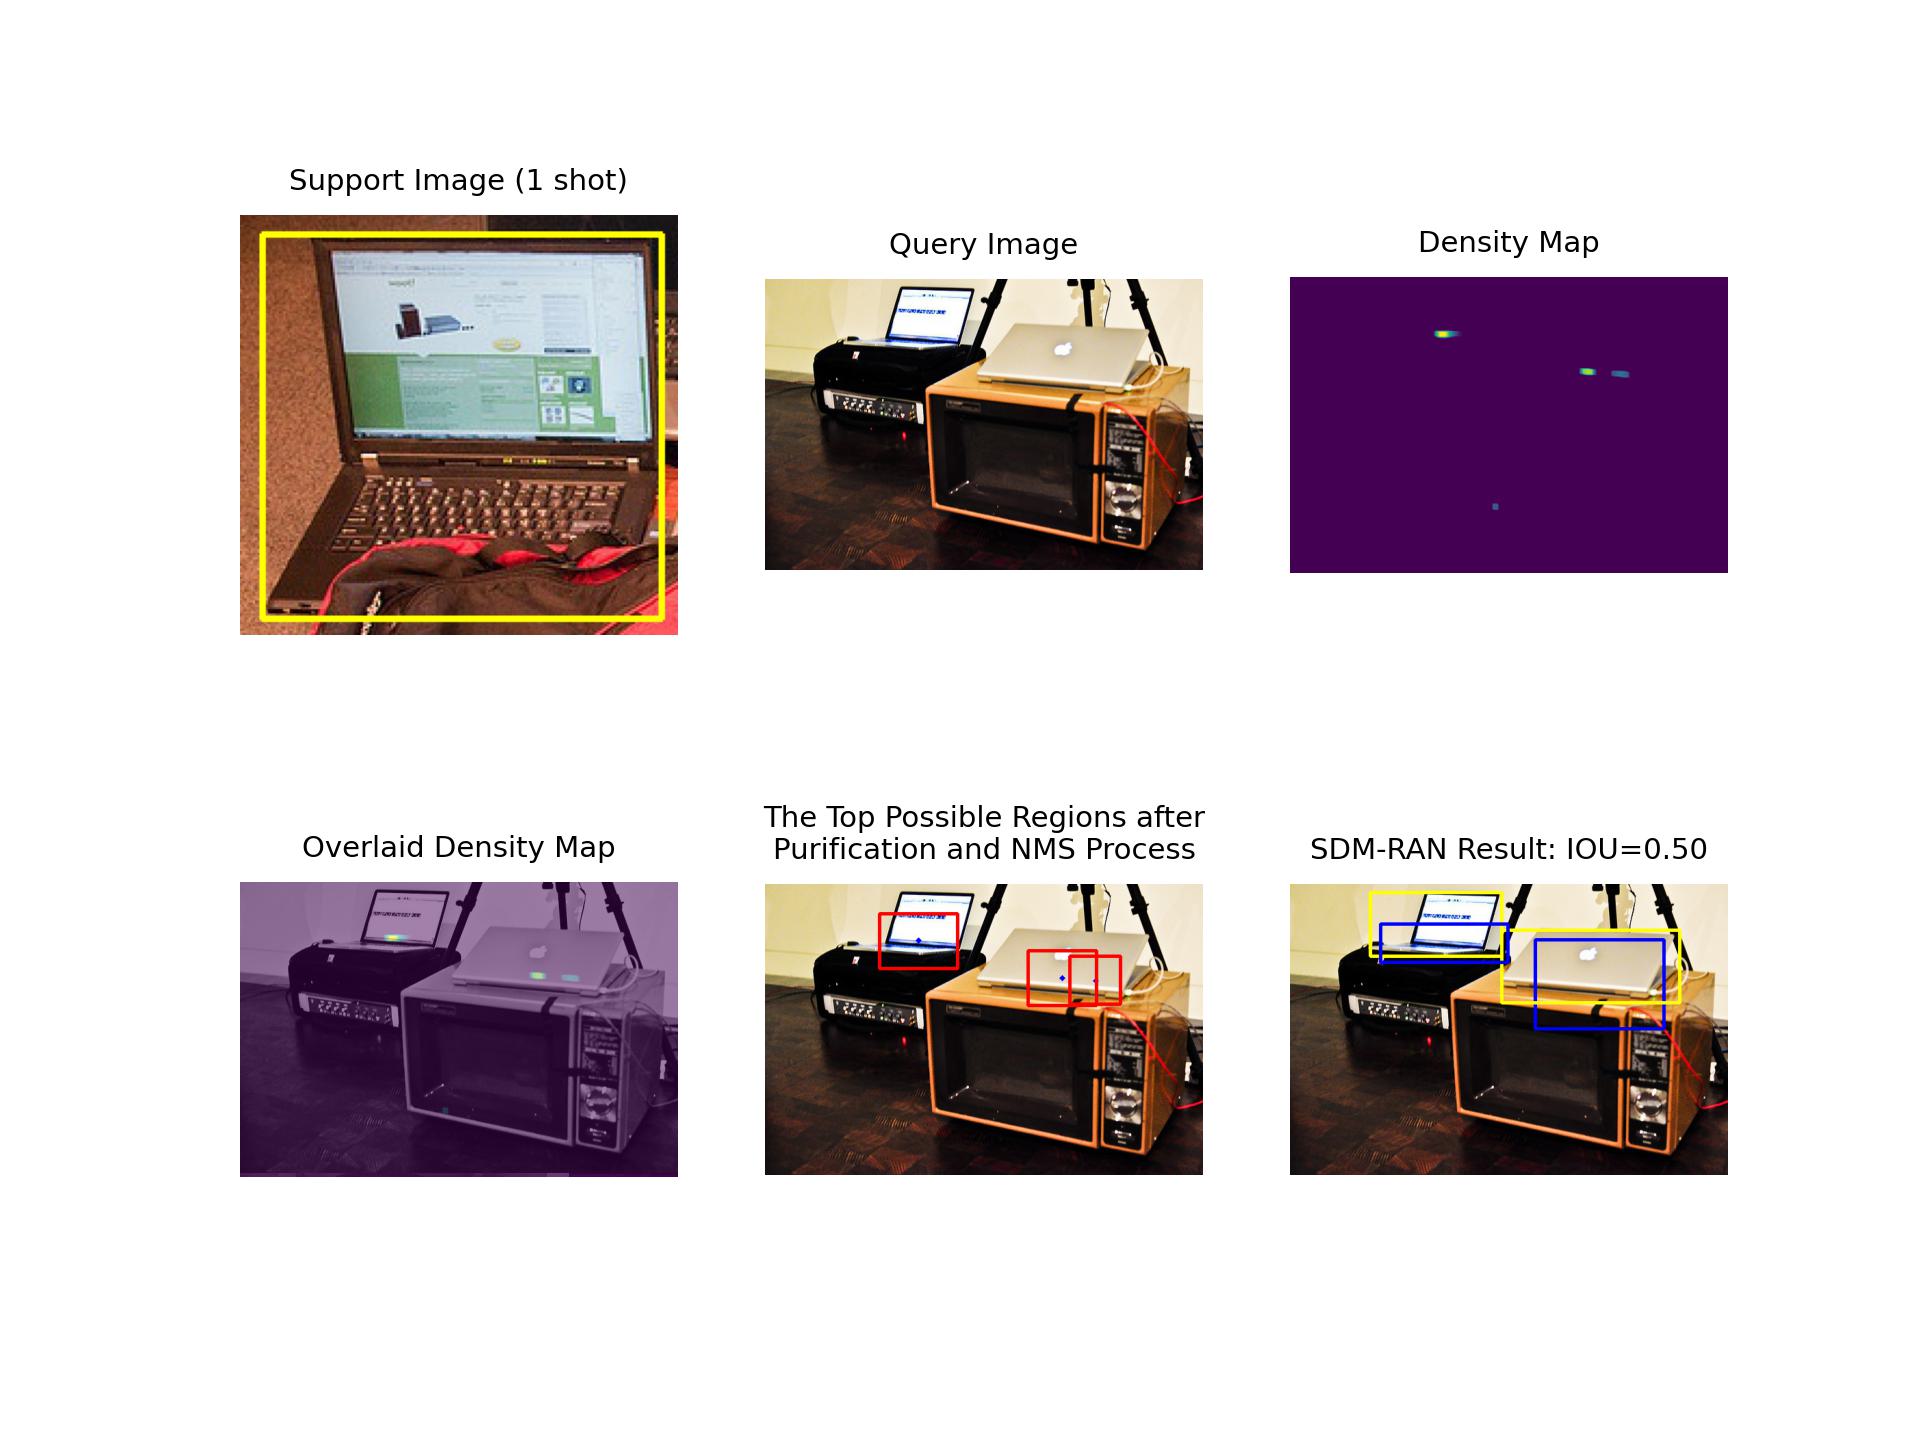 Support Image (1 shot)
Query Image
Density Map
Overlaid Density Map
The Top Possible Regions after
Purification and NMS Process
SDM-RAN Result: IOU=0.50